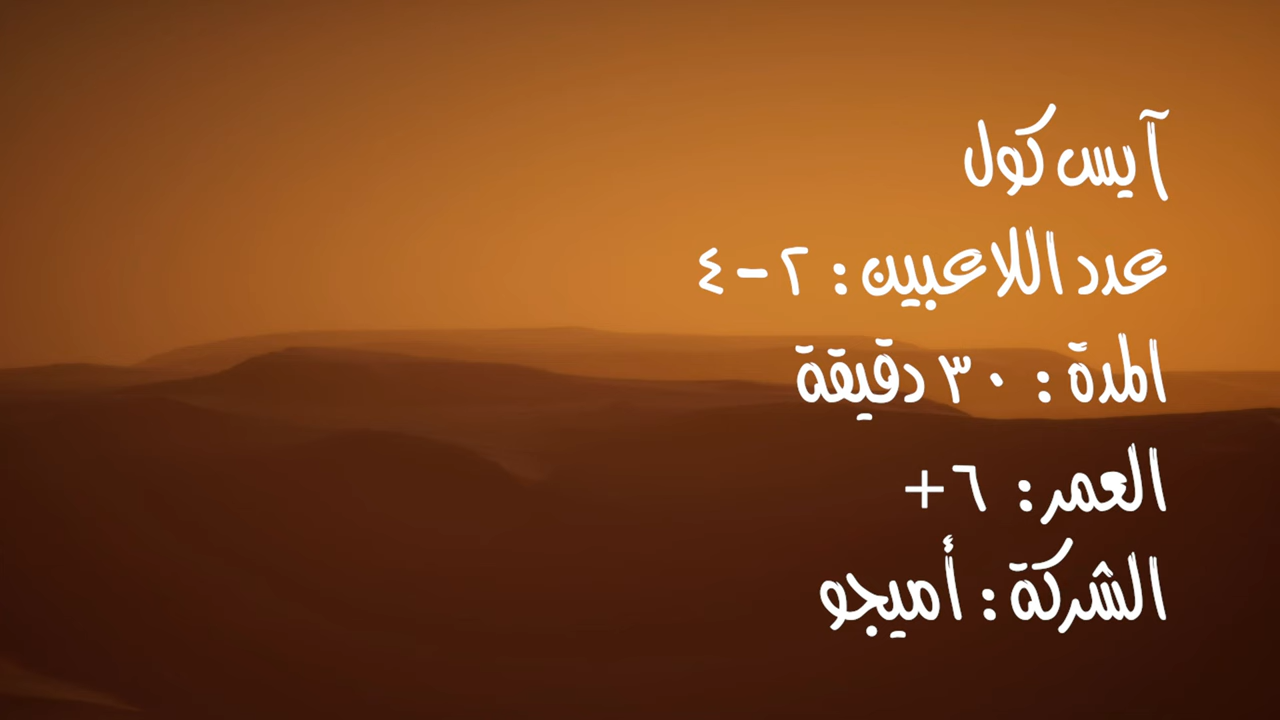 آيس كول
عدد اللاعبين : ٢ - ٤
المدة : ٣٠ دقيقة
العمر : ٦ +
الشركة : أميجو